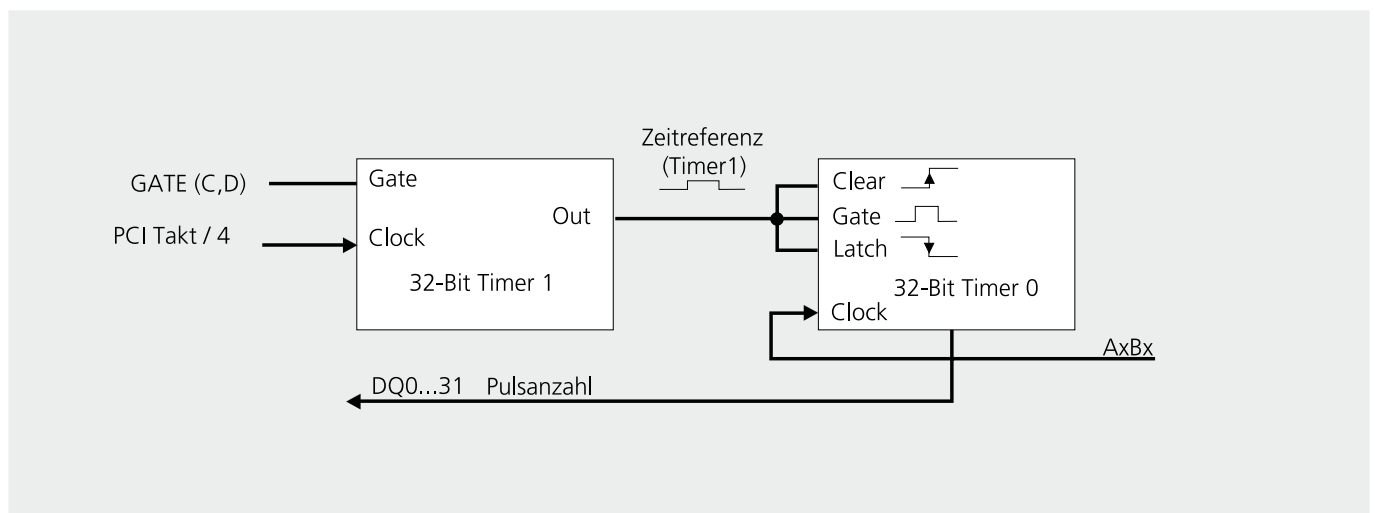 Zeitreferenz
(Timer1)
GATE (C,D)
Gate
Out
PCI Takt / 4
Clock
32-Bit Timer 1
Clear
Gate
Latch
32-Bit Timer 0
Clock
AxBx
DQ0...31 Pulsanzahl